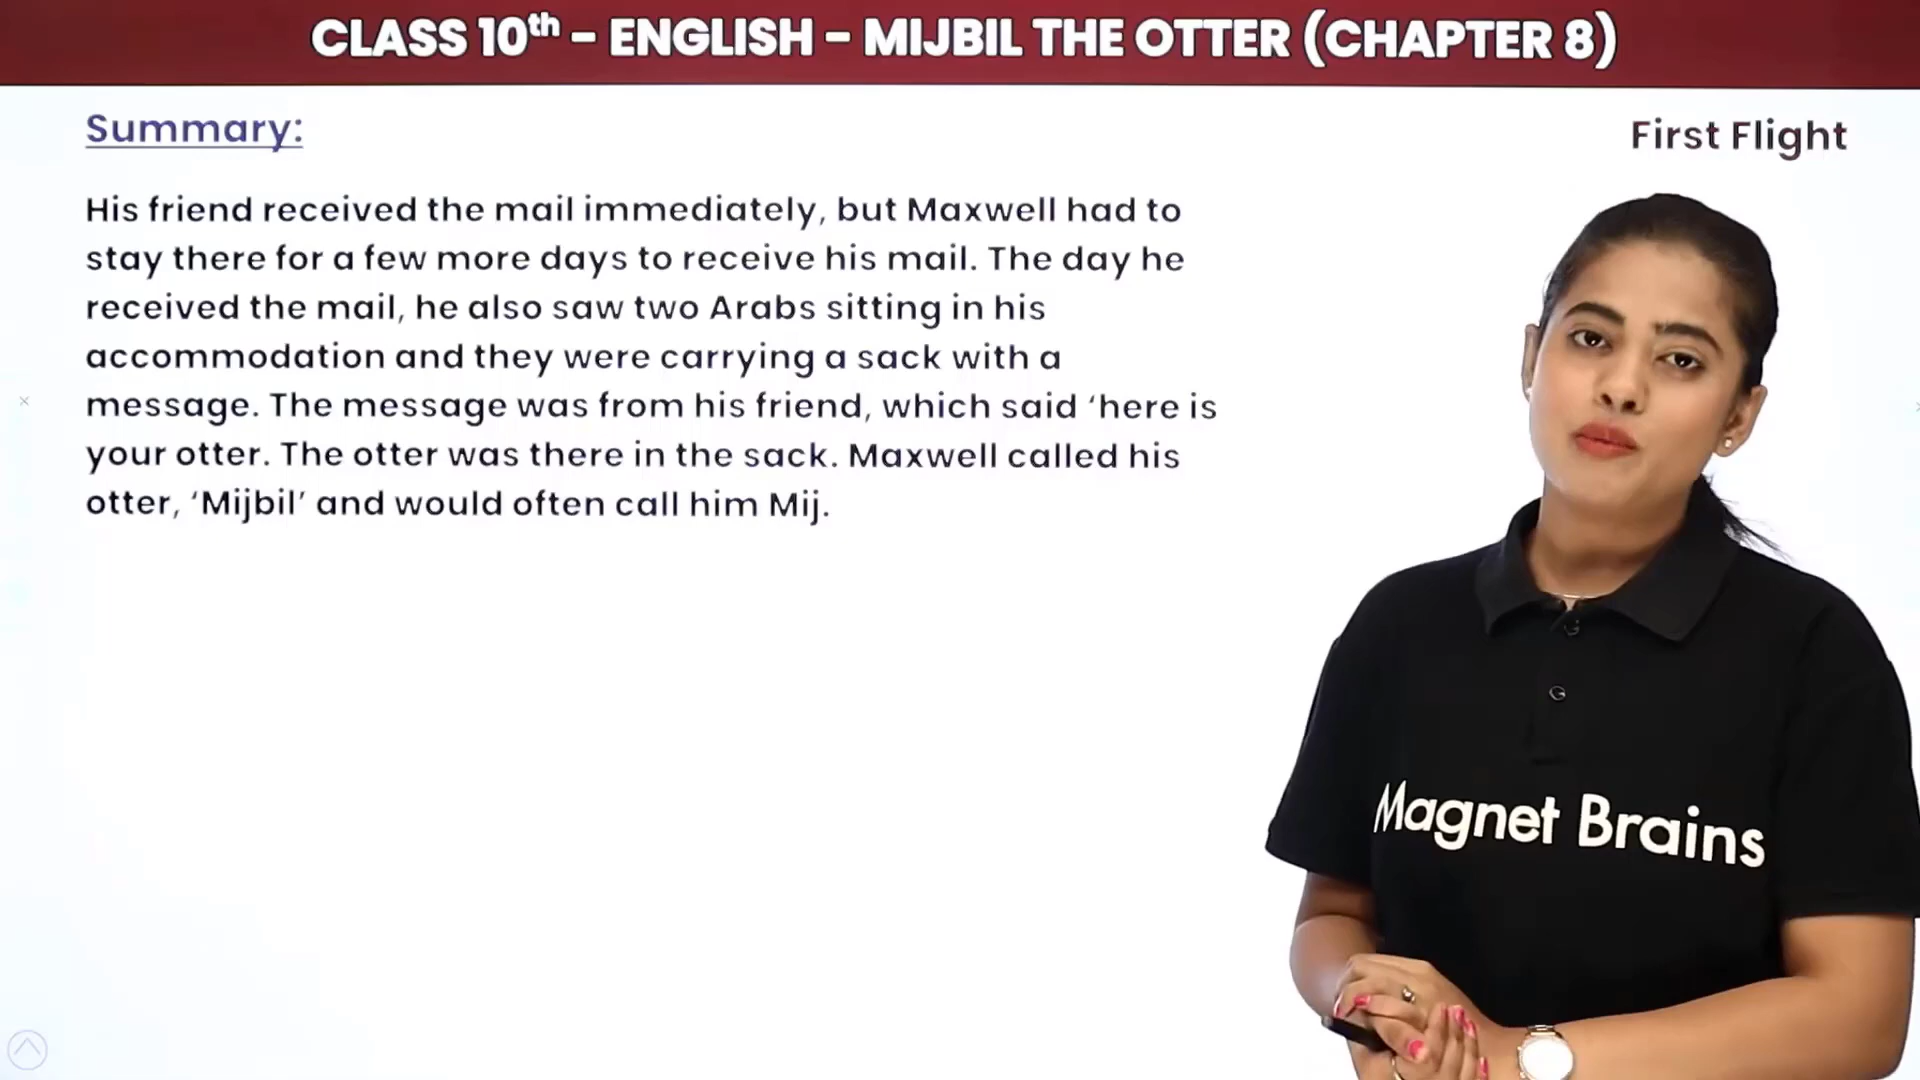 CLASS 10th - ENGLISH - MIJBIL THE OTTER (CHAPTER 8)
Summary:
First Flight
His friend received the mail immediately, but Maxwell had to
stay there for a few more days to receive his mail. The day he
received the mail, he also saw two Arabs sitting in his
accommodation and they were carrying a sack with a
message. The message was from his friend, which said ‘here is
your otter. The otter was there in the sack. Maxwell called his
otter, ‘Mijbil’ and would often call him Mij.
Magnet Brains